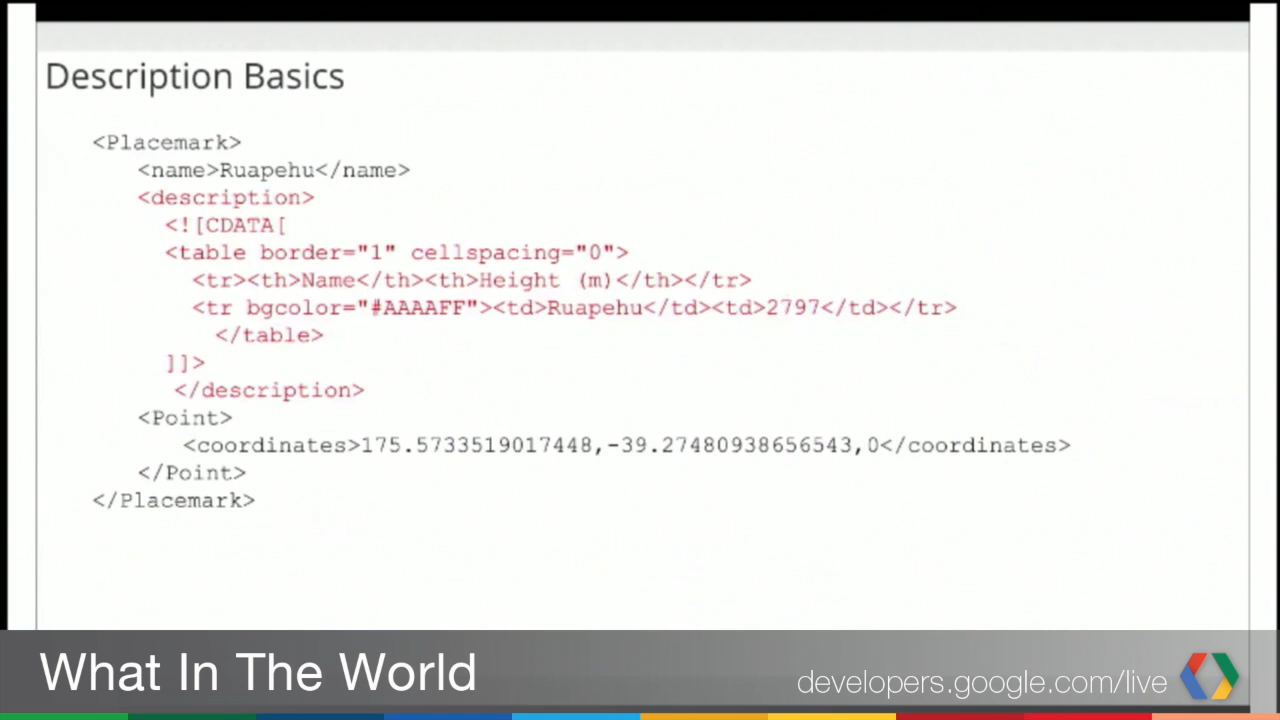 Description Basics
<Placemark>
<name>Ruapehu</name>
<description>
<![CDATA[
<table border="1" cellspacing="0">
<tr><th>Name</th><th>Height (m)</th></tr>
<tr bgcolor="#AAAAFF"><td>Ruapehu</td><td>2797</td></tr>
</table>
]]>
</description>
<Point>
<coordinates>175.5733519017448,-39.27480938656543,0</coordinates>
</Point>
</Placemark>
What In The World
developers.google.com/live